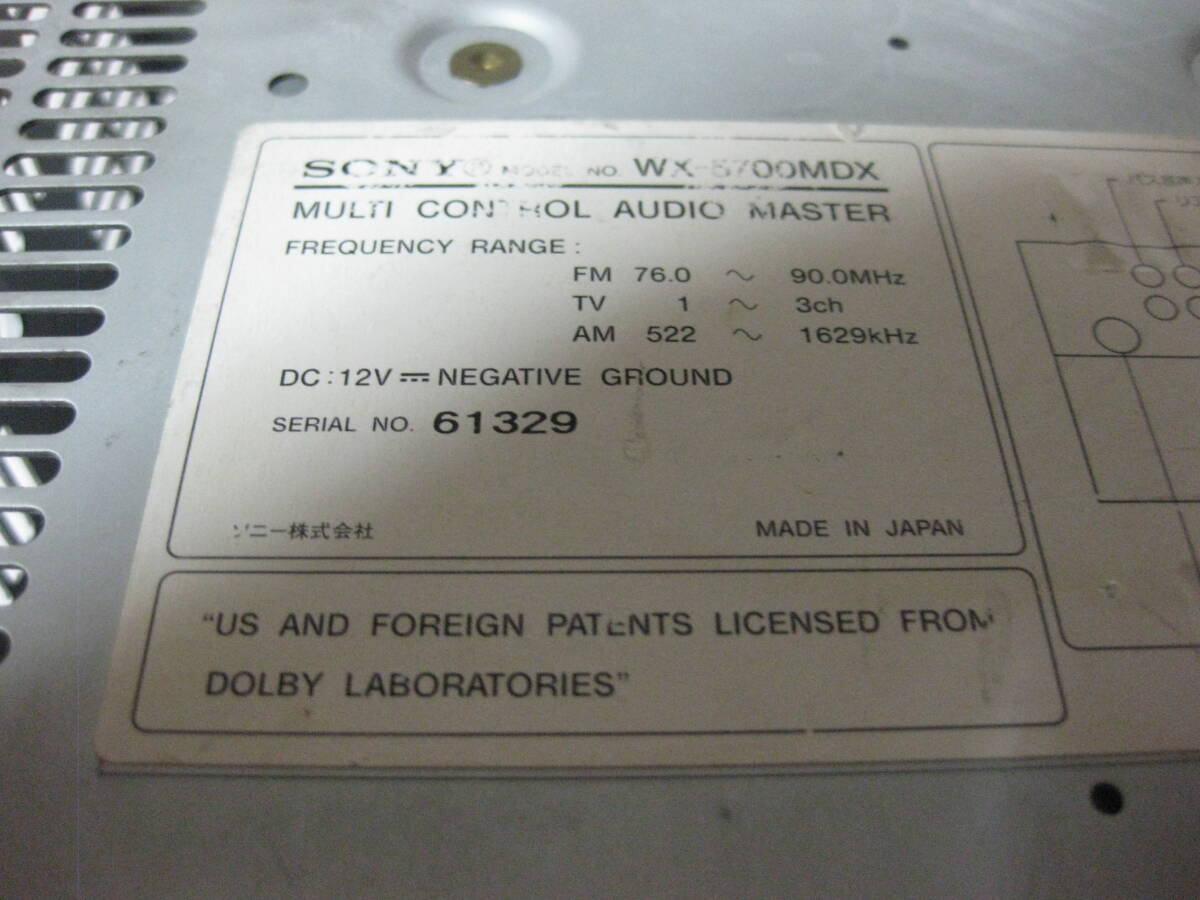 SONY® MODEL NO. WX-5700MDX
MULTI CONTROL AUDIO MASTER
FREQUENCY RANGE :
FM 76.0 ~ 90.0MHz
TV 1 ~ 3ch
AM 522 ~ 1629kHz
DC : 12V ⎓ NEGATIVE GROUND
SERIAL NO. 61329
ソニー株式会社
MADE IN JAPAN
"US AND FOREIGN PATENTS LICENSED FROM
DOLBY LABORATORIES"